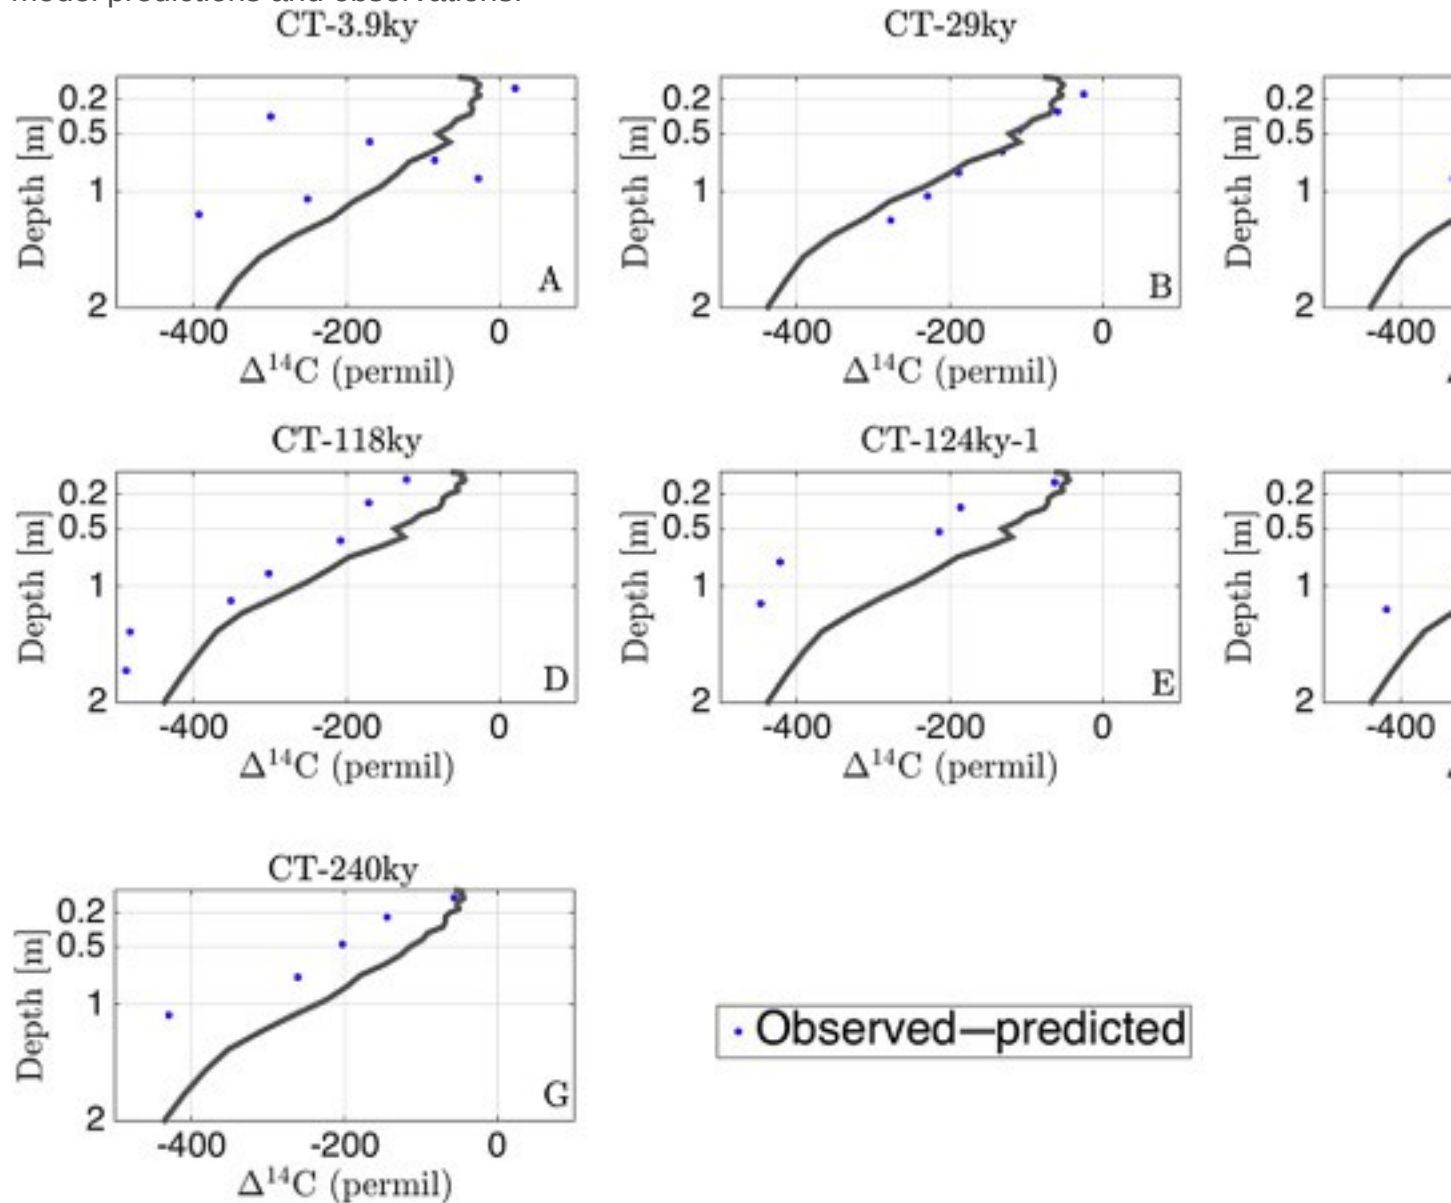 model predictions and observations.
CT-3.9ky
CT-29ky
0.2
0.5
1
2
Depth [m]
-400
-200
0
Δ¹⁴C (permil)
A
0.2
0.5
1
2
Depth [m]
-400
-200
0
Δ¹⁴C (permil)
B
0.2
0.5
1
2
Depth [m]
-400
CT-118ky
CT-124ky-1
0.2
0.5
1
2
Depth [m]
-400
-200
0
Δ¹⁴C (permil)
D
0.2
0.5
1
2
Depth [m]
-400
-200
0
Δ¹⁴C (permil)
E
0.2
0.5
1
2
Depth [m]
-400
CT-240ky
0.2
0.5
1
2
Depth [m]
-400
-200
0
Δ¹⁴C (permil)
G
Observed
predicted